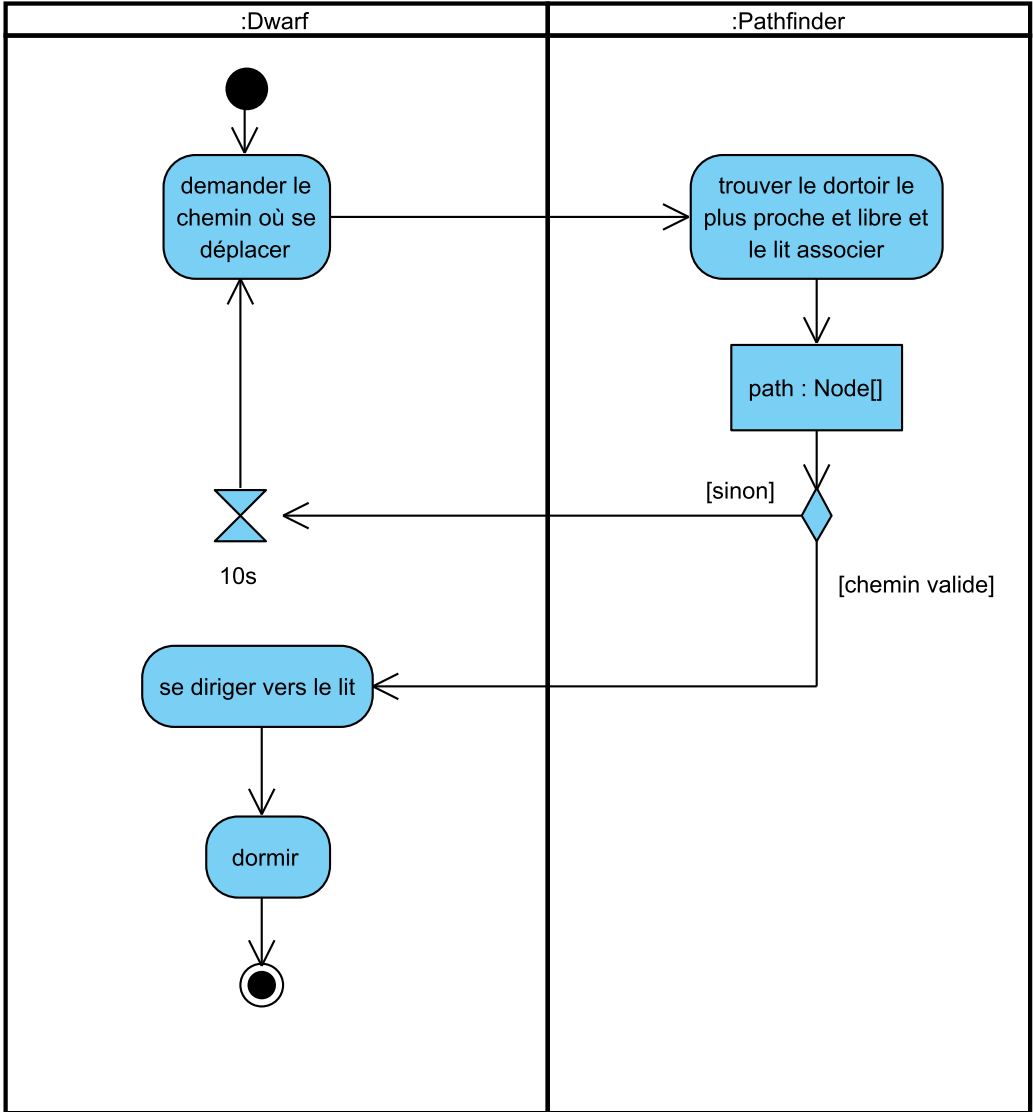 :Dwarf
:Pathfinder
demander le
chemin où se
déplacer
trouver le dortoir le
plus proche et libre et
le lit associer
path : Node[]
[sinon]
10s
[chemin valide]
se diriger vers le lit
dormir